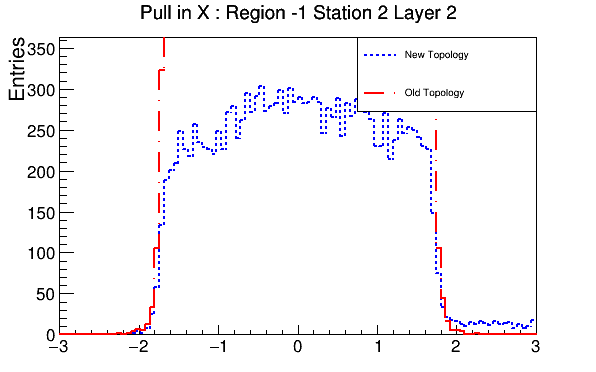 Pull in X : Region -1 Station 2 Layer 2
Entries
350
300
250
200
150
100
50
0
−3 −2 −1 0 1 2 3
New Topology
Old Topology